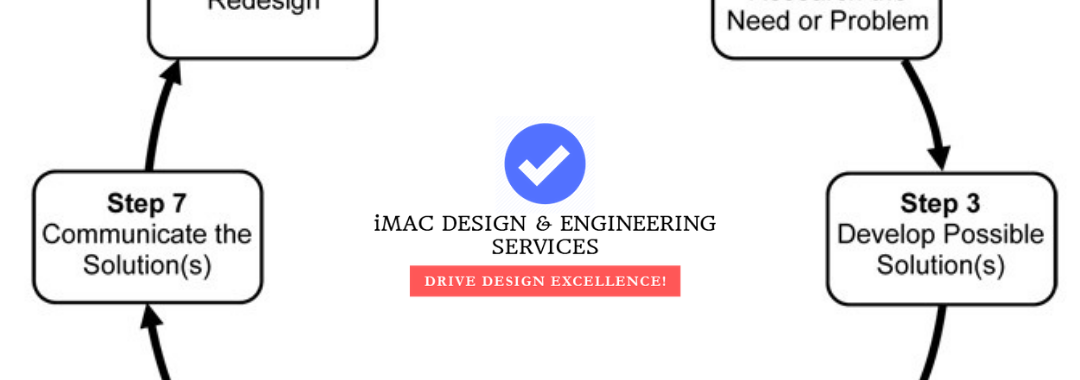 Redesign
Need or Problem
Step 7
Communicate the
Solution(s)
iMAC DESIGN & ENGINEERING
SERVICES
DRIVE DESIGN EXCELLENCE!
Step 3
Develop Possible
Solution(s)